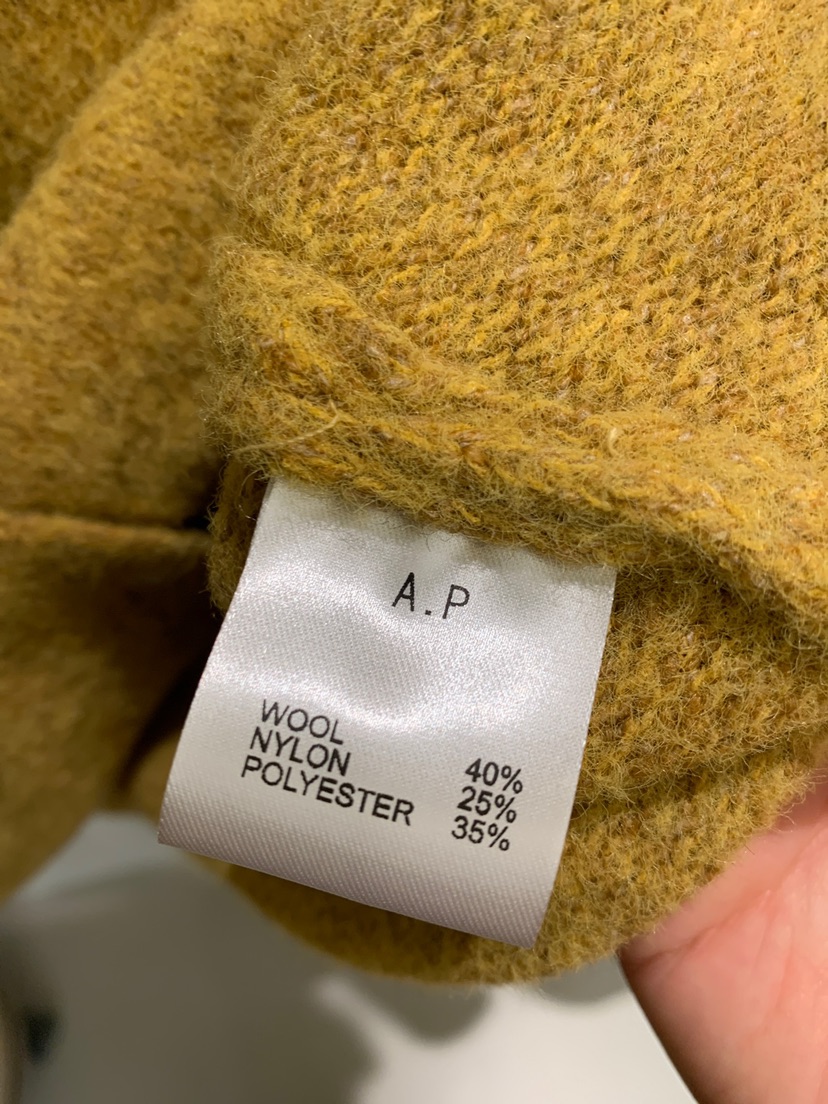 A.P
WOOL 40%
NYLON 25%
POLYESTER 35%